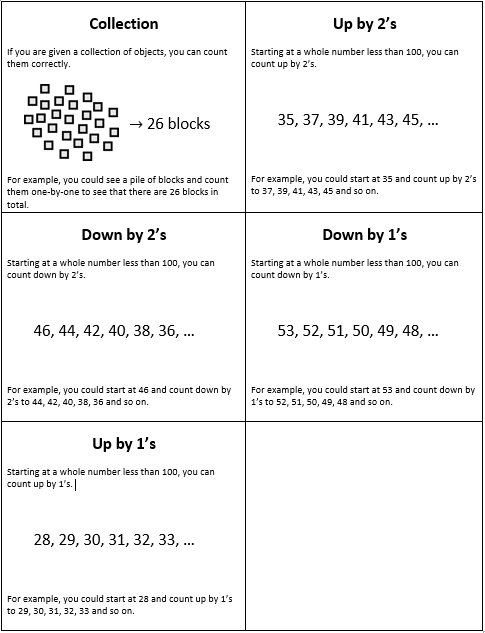 Collection
If you are given a collection of objects, you can count
them correctly.
→ 26 blocks
For example, you could see a pile of blocks and count
them one-by-one to see that there are 26 blocks in
total.
Up by 2’s
Starting at a whole number less than 100, you can
count up by 2’s.
35, 37, 39, 41, 43, 45, ...
For example, you could start at 35 and count up by 2’s
to 37, 39, 41, 43, 45 and so on.
Down by 2’s
Starting at a whole number less than 100, you can
count down by 2’s.
46, 44, 42, 40, 38, 36, ...
For example, you could start at 46 and count down by
2’s to 44, 42, 40, 38, 36 and so on.
Down by 1’s
Starting at a whole number less than 100, you can
count down by 1’s.
53, 52, 51, 50, 49, 48, ...
For example, you could start at 53 and count down by
1’s to 52, 51, 50, 49, 48 and so on.
Up by 1’s
Starting at a whole number less than 100, you can
count up by 1’s.
28, 29, 30, 31, 32, 33, ...
For example, you could start at 28 and count up by 1’s
to 29, 30, 31, 32, 33 and so on.